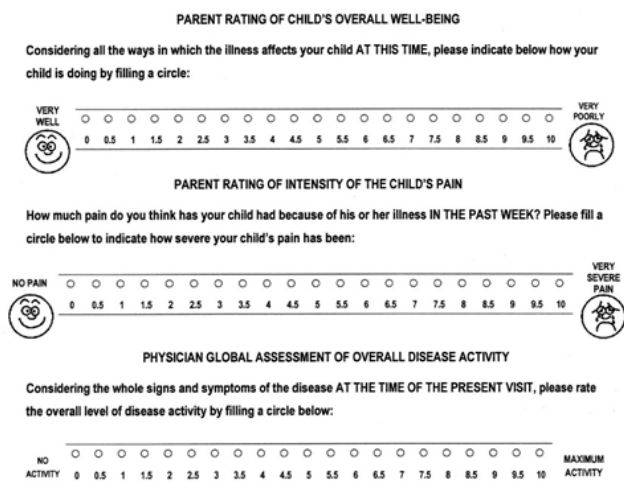 PARENT RATING OF CHILD'S OVERALL WELL-BEING
Considering all the ways in which the illness affects your child AT THIS TIME, please indicate below how your
child is doing by filling a circle:
VERY
WELL
VERY
POORLY
0 0.5 1 1.5 2 2.5 3 3.5 4 4.5 5 5.5 6 6.5 7 7.5 8 8.5 9 9.5 10
PARENT RATING OF INTENSITY OF THE CHILD'S PAIN
How much pain do you think has your child had because of his or her illness IN THE PAST WEEK? Please fill a
circle below to indicate how severe your child's pain has been:
NO PAIN
VERY
SEVERE
PAIN
0 0.5 1 1.5 2 2.5 3 3.5 4 4.5 5 5.5 6 6.5 7 7.5 8 8.5 9 9.5 10
PHYSICIAN GLOBAL ASSESSMENT OF OVERALL DISEASE ACTIVITY
Considering the whole signs and symptoms of the disease AT THE TIME OF THE PRESENT VISIT, please rate
the overall level of disease activity by filling a circle below:
NO
ACTIVITY
0 0.5 1 1.5 2 2.5 3 3.5 4 4.5 5 5.5 6 6.5 7 7.5 8 8.5 9 9.5 10
MAXIMUM
ACTIVITY